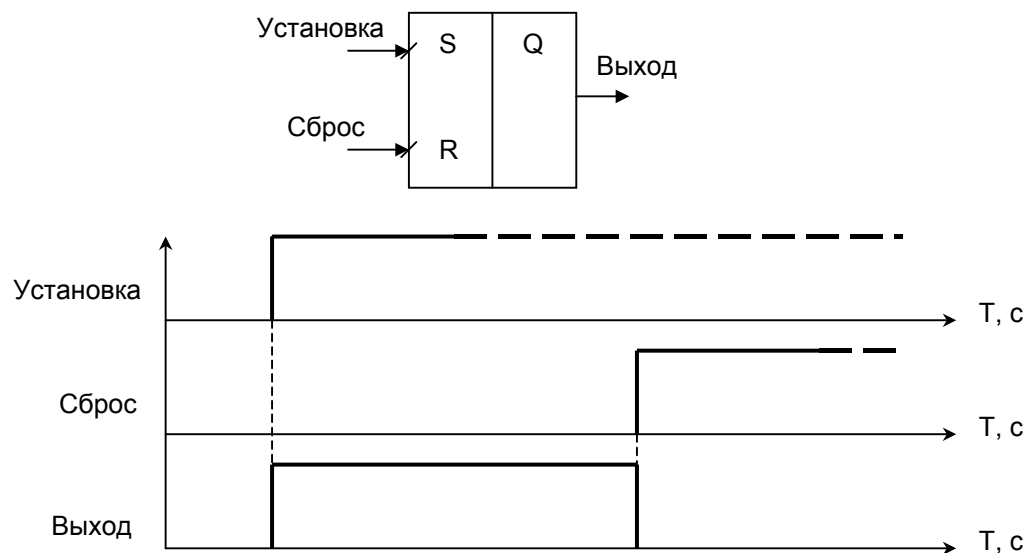 Установка
S
Q
Выход
Сброс
R
Установка
T, с
Сброс
T, с
Выход
T, с